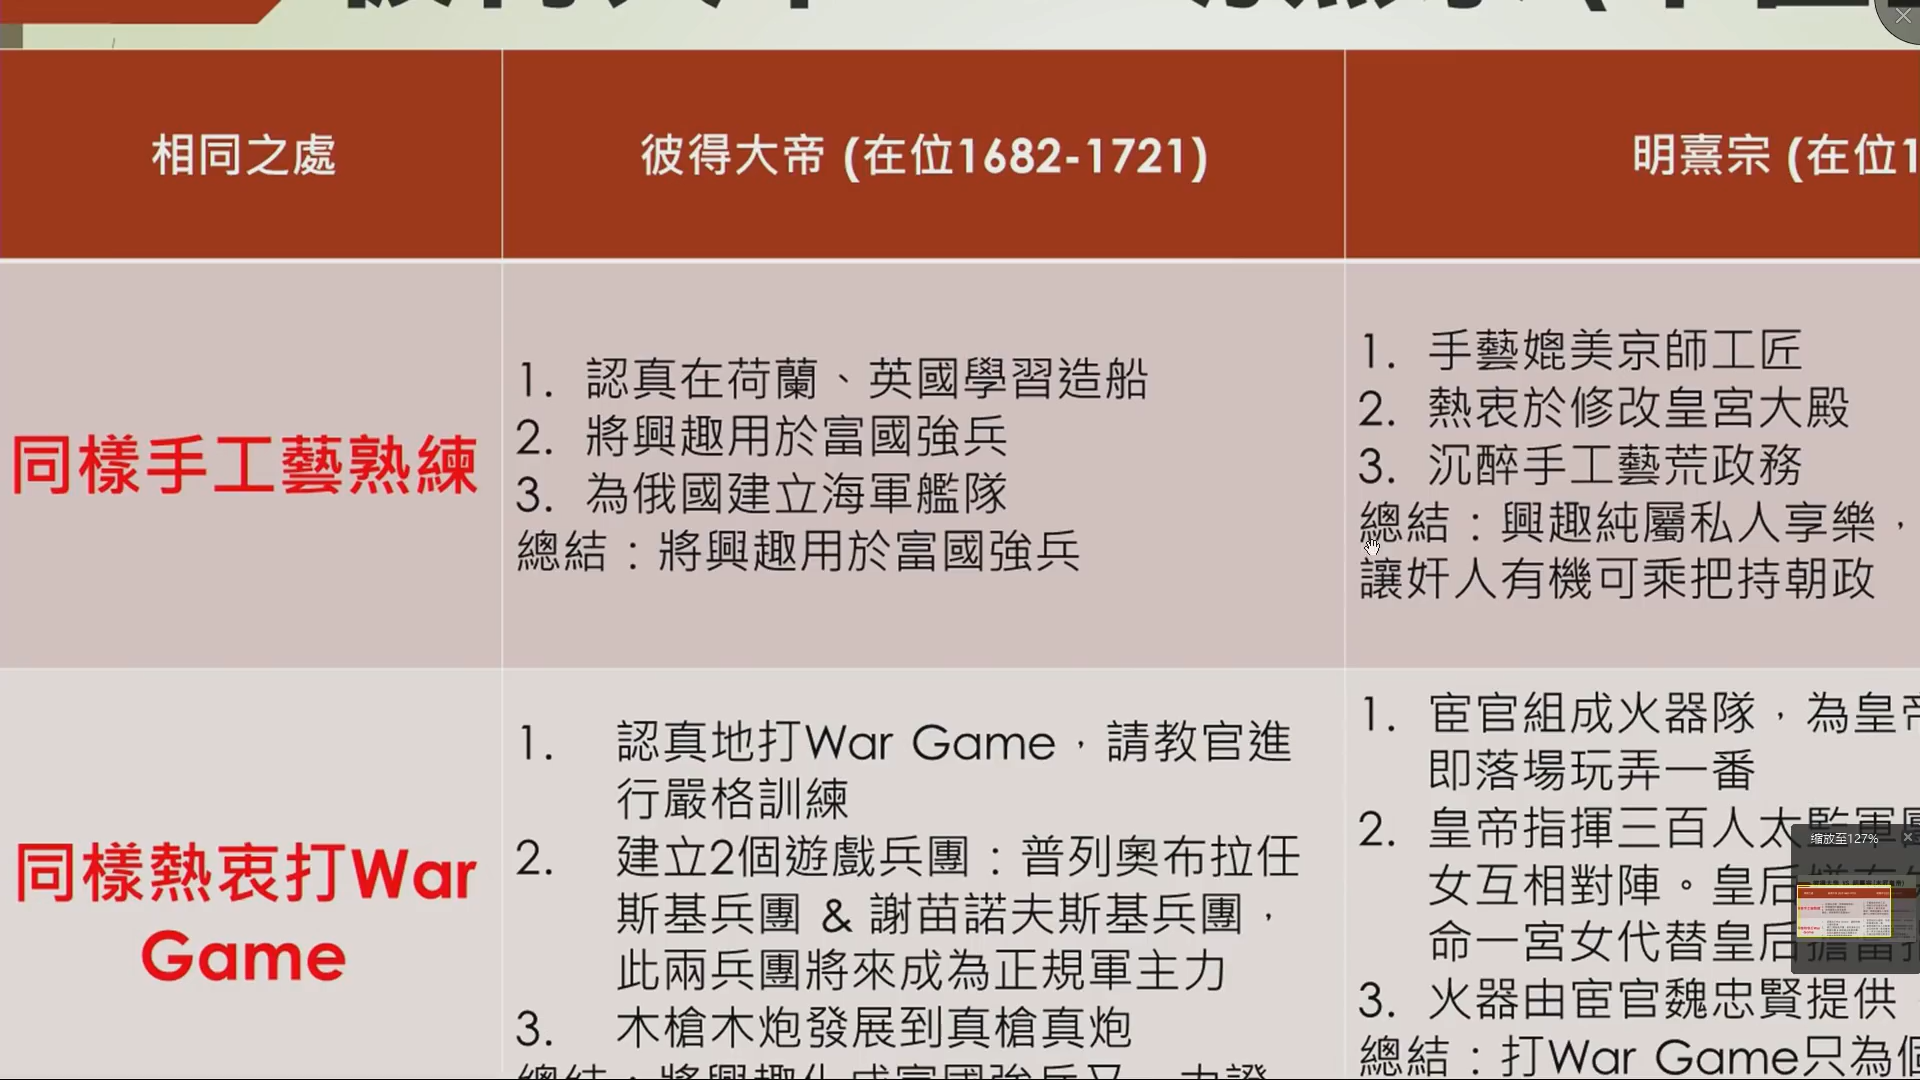 相同之處
彼得大帝 (在位1682-1721)
明熹宗 (在位1
同樣手工藝熟練
1. 認真在荷蘭、英國學習造船
2. 將興趣用於富國強兵
3. 為俄國建立海軍艦隊
總結：將興趣用於富國強兵
1. 手藝媲美京師工匠
2. 熱衷於修改皇宮大殿
3. 沉醉手工藝荒政務
總結：興趣純屬私人享樂，
讓奸人有機可乘把持朝政
同樣熱衷打War
Game
1. 認真地打War Game，請教官進
行嚴格訓練
2. 建立2個遊戲兵團：普列奧布拉任
斯基兵團 & 謝苗諾夫斯基兵團，
此兩兵團將來成為正規軍主力
3. 木槍木炮發展到真槍真炮
1. 宦官組成火器隊，為皇帝
即落場玩弄一番
2. 皇帝指揮三百人太監軍
女互相對陣。皇后
命一宮女代替皇后
3. 火器由宦官魏忠賢提供
總結：打War Game只為個
缩放至127%